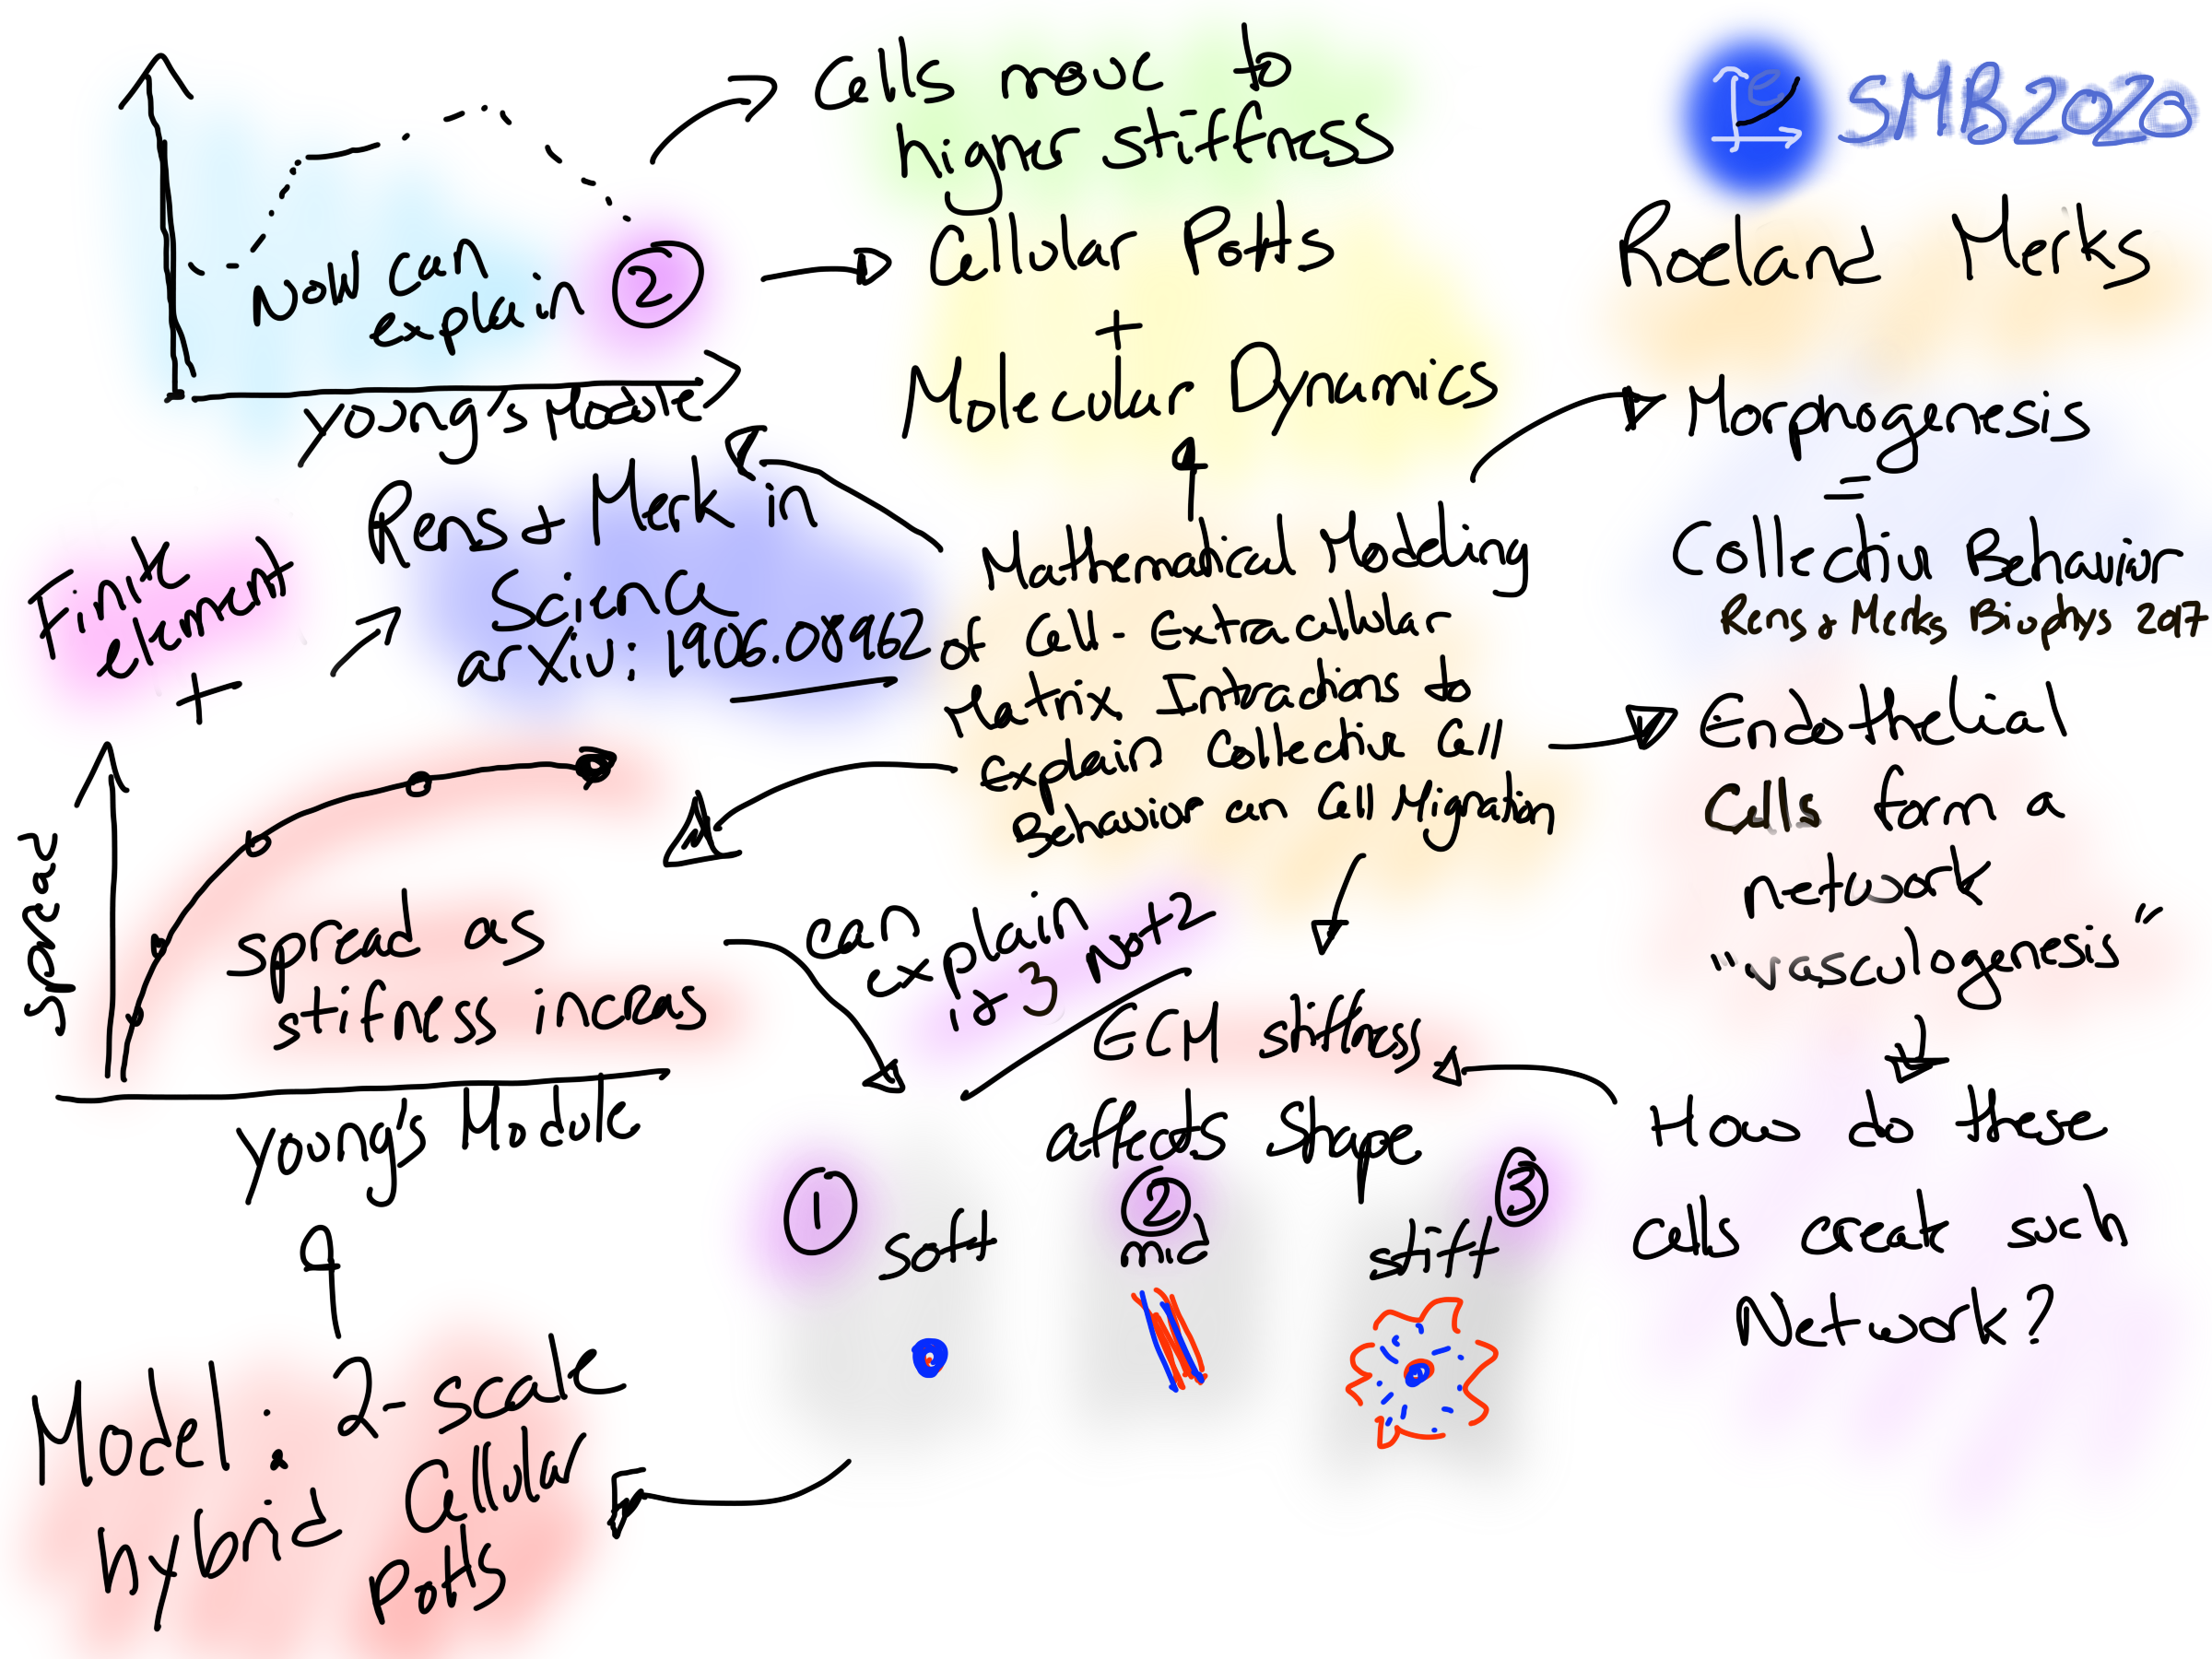 SMB2020
Roeland Merks
Mathematical Modeling
of Cell-Extracellular
Matrix Intractions to
Explain Collective Cell
Behavior an Cell Migration
Morphogenesis
=
Collectiv Behavior
Rens & Merks Biophys 2017
Endothelial
Cells form a
network
"vasculogenesis"
How do these
cells create such
Network?
ECM stiffness
affects Shape
1
soft
2
mid
3
stiff
Model: 2-scale
hybrid Cellular
Potts
spread
spread as
stifness increas
Young's Module
can
explain
1 & 3 Not 2
Finite
element
+
Rens & Merk in
Science
arXiv: 1906.08962
Now can
explain 2
Young's Module
Cells move to
higher stiffness
Cellular Potts
+
Molecular Dynamics